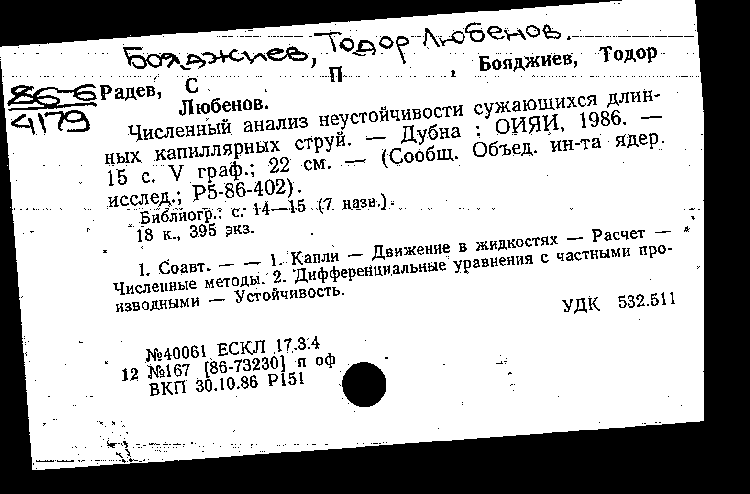 Бояджиев, Тодор Любенов.
86-6
4179
Радев, С П , Бояджиев, Тодор
Любенов.
Численный анализ неустойчивости сужающихся длин-
ных капиллярных струй. — Дубна : ОИЯИ, 1986. —
15 с. V граф.; 22 см. — (Сообщ. Объед. ин-та ядер.
исслед.; Р5-86-402).
Библиогр.: с. 14—15 (7 назв.).
18 к., 395 экз.
1. Соавт. — — 1. Капли — Движение в жидкостях — Расчет —
Численные методы. 2. Дифференциальные уравнения с частными про-
изводными — Устойчивость.
УДК 532.511
№40061 ЕСКЛ 17.3.4
12 №167 [86-73230] п оф
ВКП 30.10.86 Р151